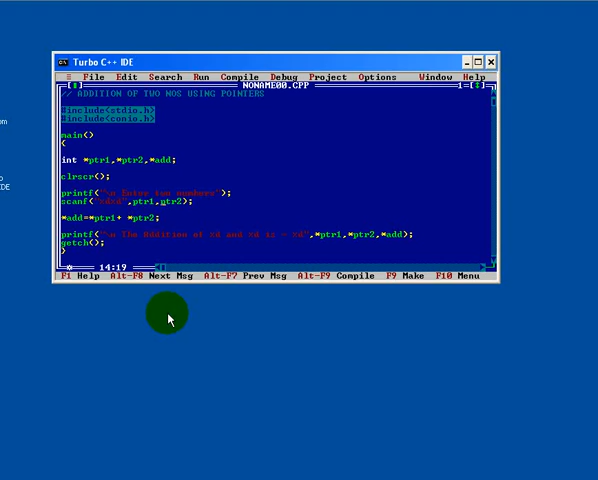 Turbo C++ IDE
≡ File Edit Search Run Compile Debug Project Options Window Help
NONAME00.CPP 1=[↕]
// ADDITION OF TWO NOS USING POINTERS
#include<stdio.h>
#include<conio.h>
om
main()
{
int *ptr1,*ptr2,*add;
o
clrscr();
IDE
printf("\n Enter two numbers");
scanf("%d%d",ptr1,ptr2);
*add=*ptr1+ *ptr2;
printf("\n The Addition of %d and %d is = %d",*ptr1,*ptr2,*add);
getch();
}
14:19
F1 Help Alt-F8 Next Msg Alt-F7 Prev Msg Alt-F9 Compile F9 Make F10 Menu